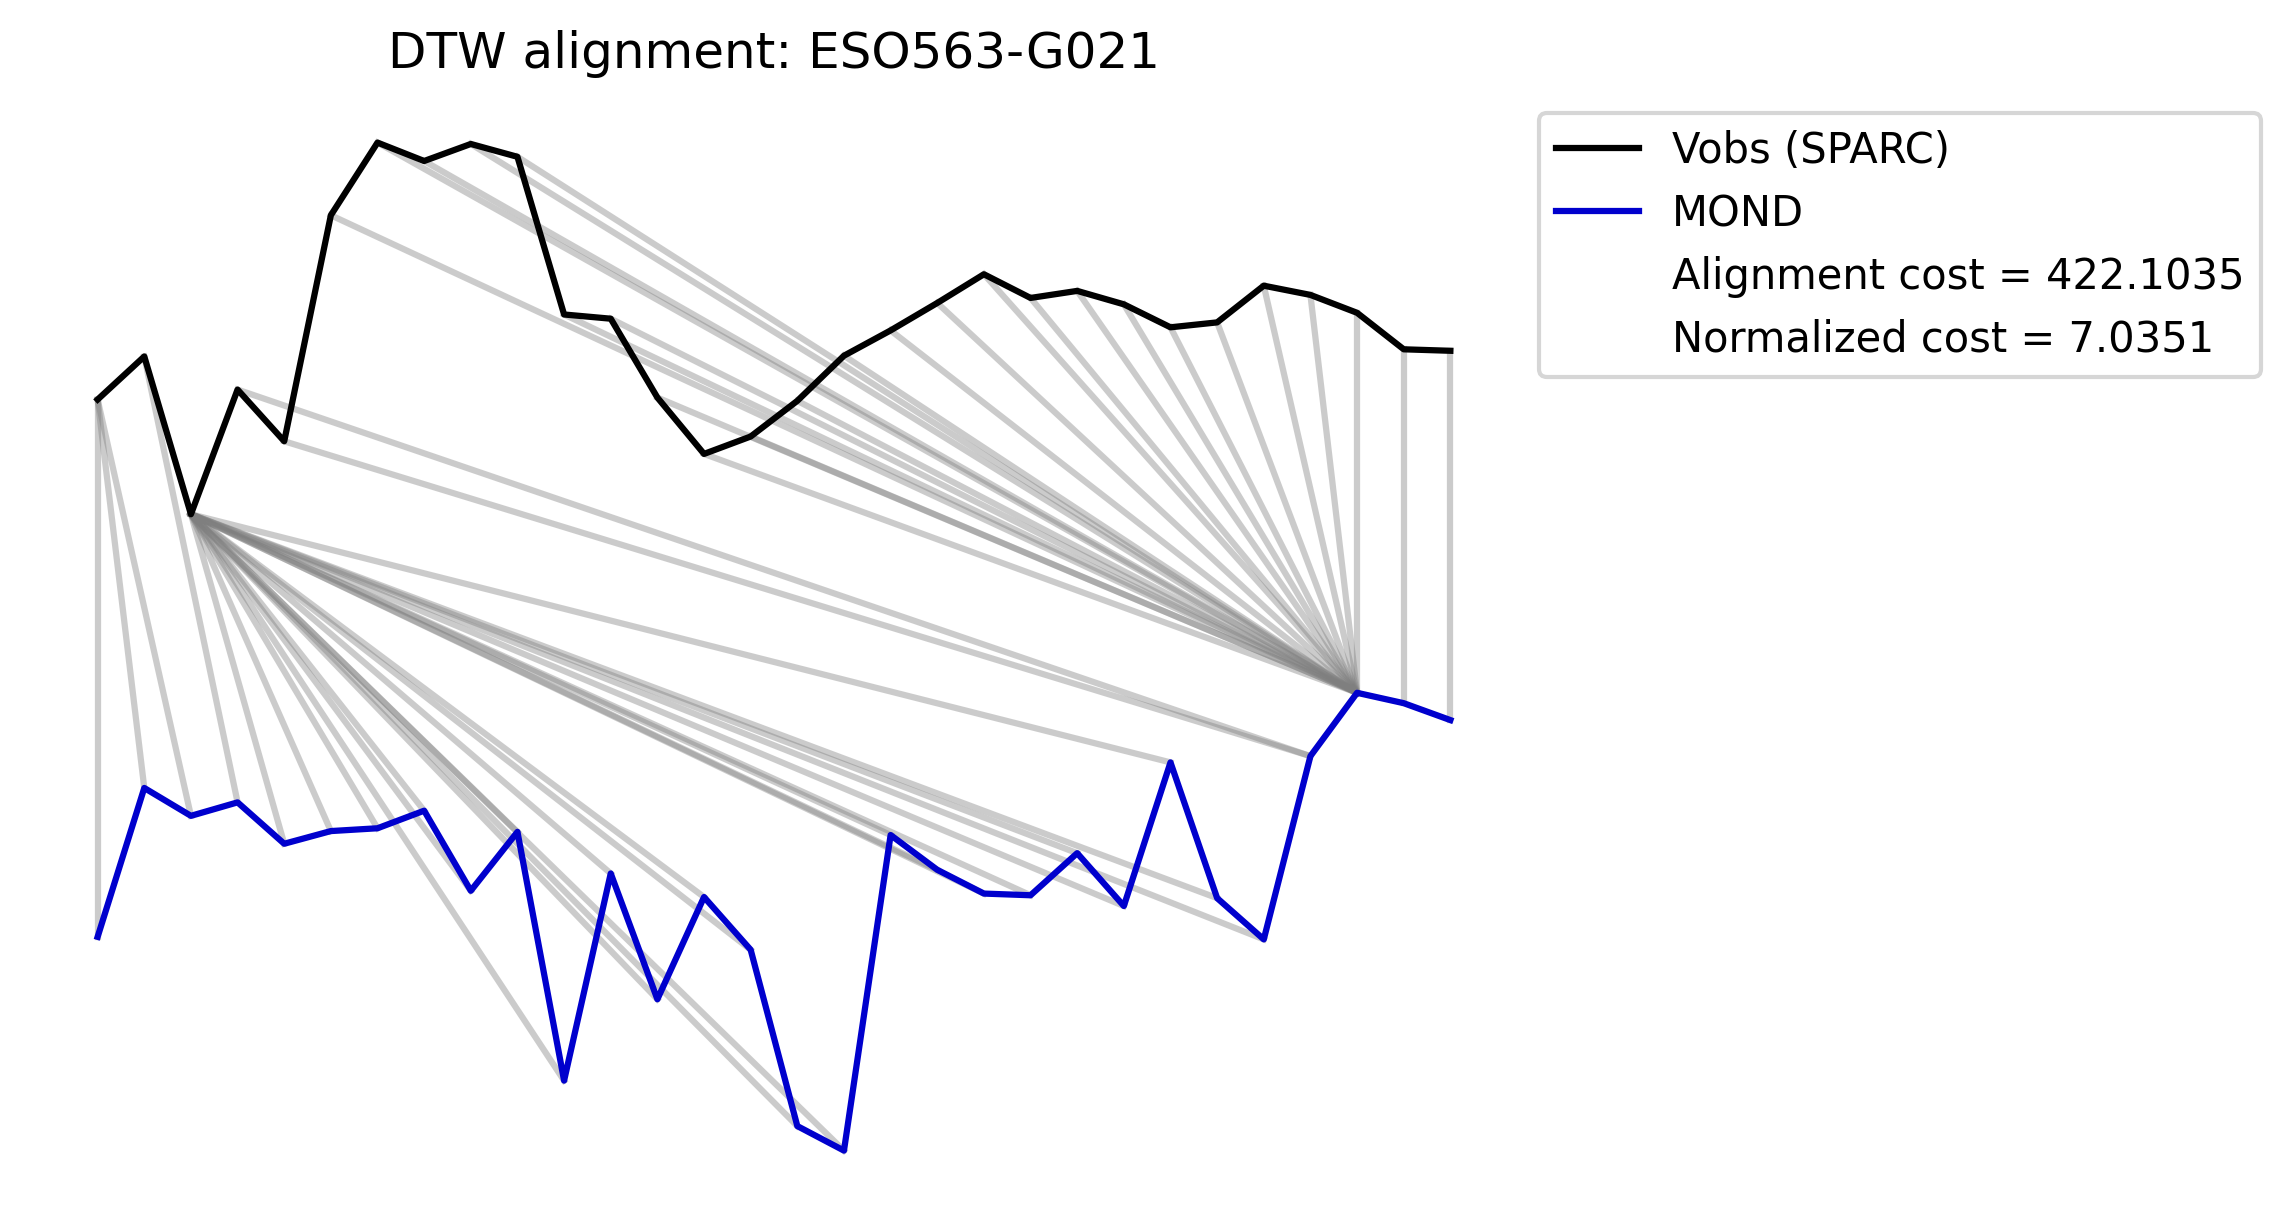 DTW alignment: ESO563-G021
Vobs (SPARC)
MOND
Alignment cost = 422.1035
Normalized cost = 7.0351